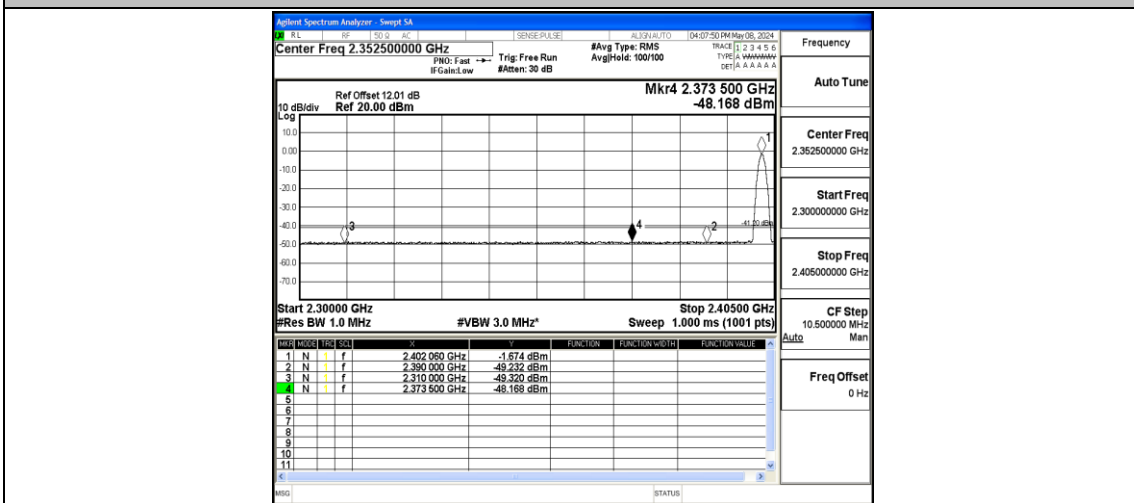 Agilent Spectrum Analyzer - Swept SA
RL RF 50 Ω AC SENSE:PULSE ALIGN AUTO 04:07:50 PM May 08, 2024
Center Freq 2.352500000 GHz
PNO: Fast
IFGain:Low
Trig: Free Run
#Atten: 30 dB
#Avg Type: RMS
Avg|Hold: 100/100
TRACE 1 2 3 4 5 6
TYPE A
DET A A A A A A
Mkr4 2.373 500 GHz
-48.168 dBm
Ref Offset 12.01 dB
10 dB/div Ref 20.00 dBm
Log
10.0
0.00
-10.0
-20.0
-30.0
-40.0
-50.0
-60.0
-70.0
1
3
4
2
-41.20 dBm
Start 2.30000 GHz Stop 2.40500 GHz
#Res BW 1.0 MHz #VBW 3.0 MHz* Sweep 1.000 ms (1001 pts)
MKR MODE TRC SCL X Y FUNCTION FUNCTION WIDTH FUNCTION VALUE
1 N 1 f 2.402 060 GHz -1.674 dBm
2 N 1 f 2.390 000 GHz -49.232 dBm
3 N 1 f 2.310 000 GHz -49.320 dBm
4 N 1 f 2.373 500 GHz -48.168 dBm
5
6
7
8
9
10
11
MSG STATUS
Frequency
Auto Tune
Center Freq
2.352500000 GHz
Start Freq
2.300000000 GHz
Stop Freq
2.405000000 GHz
CF Step
10.500000 MHz
Auto Man
Freq Offset
0 Hz